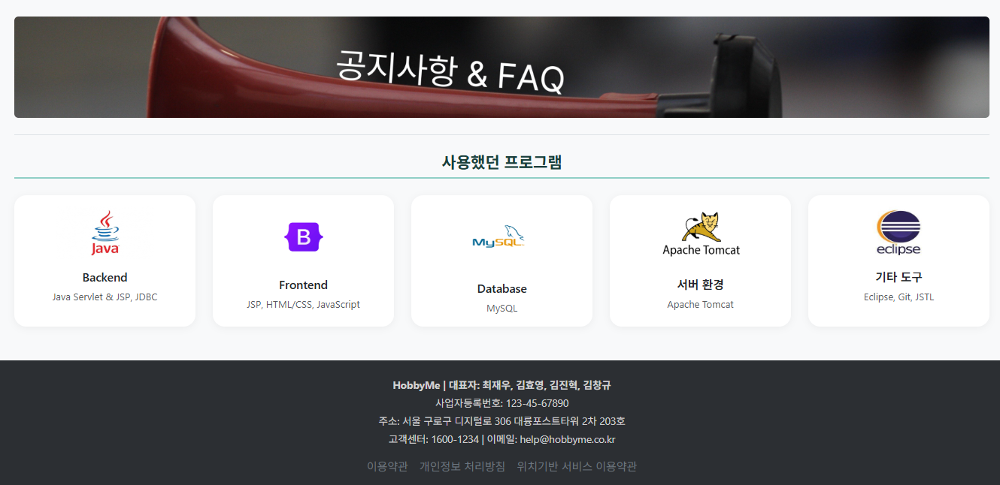 공지사항 & FAQ
사용했던 프로그램
Java
Backend
Java Servlet & JSP, JDBC
B
Frontend
JSP, HTML/CSS, JavaScript
MySQL
Database
MySQL
Apache Tomcat
서버 환경
Apache Tomcat
eclipse
기타 도구
Eclipse, Git, JSTL
HobbyMe | 대표자: 최재우, 김효영, 김진혁, 김창규
사업자등록번호: 123-45-67890
주소: 서울 구로구 디지털로 306 대륭포스트타워 2차 203호
고객센터: 1600-1234 | 이메일: help@hobbyme.co.kr
이용약관 개인정보 처리방침 위치기반 서비스 이용약관